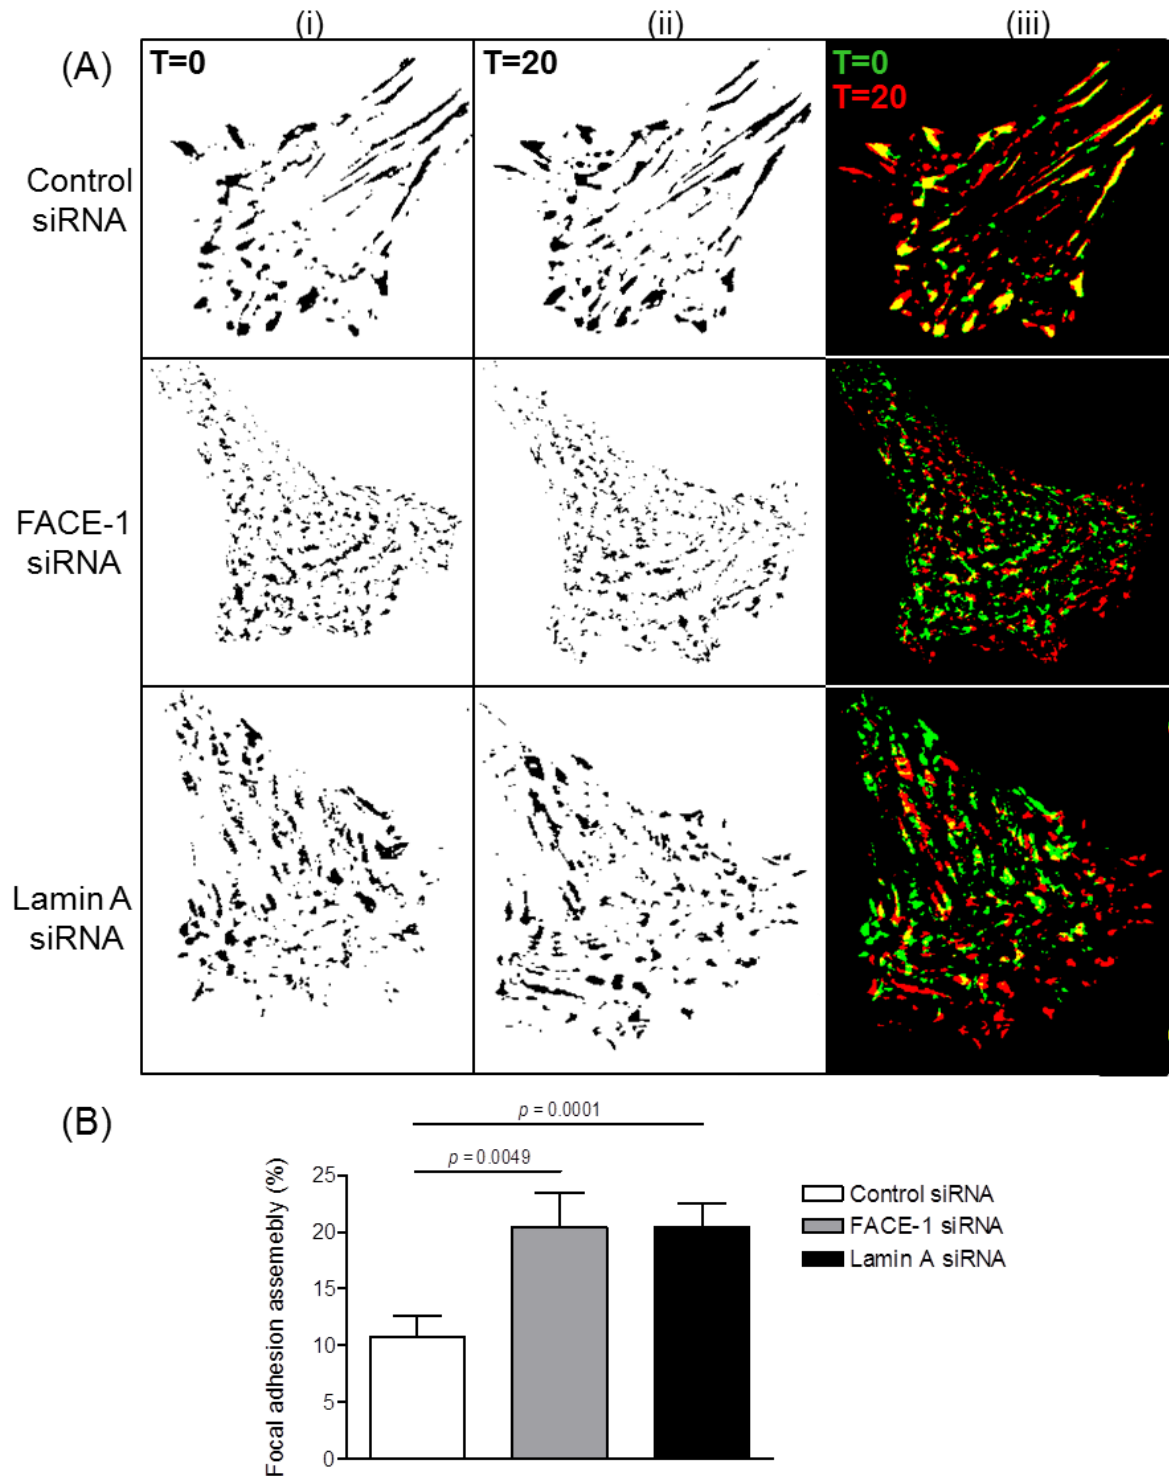 (i) (ii) (iii)
(A) T=0 T=20 T=0
T=20
Control
siRNA
FACE-1
siRNA
Lamin A
siRNA
(B)
p = 0.0001
p = 0.0049
Focal adhesion assemebly (%)
25
20
15
10
5
0
Control siRNA
FACE-1 siRNA
Lamin A siRNA